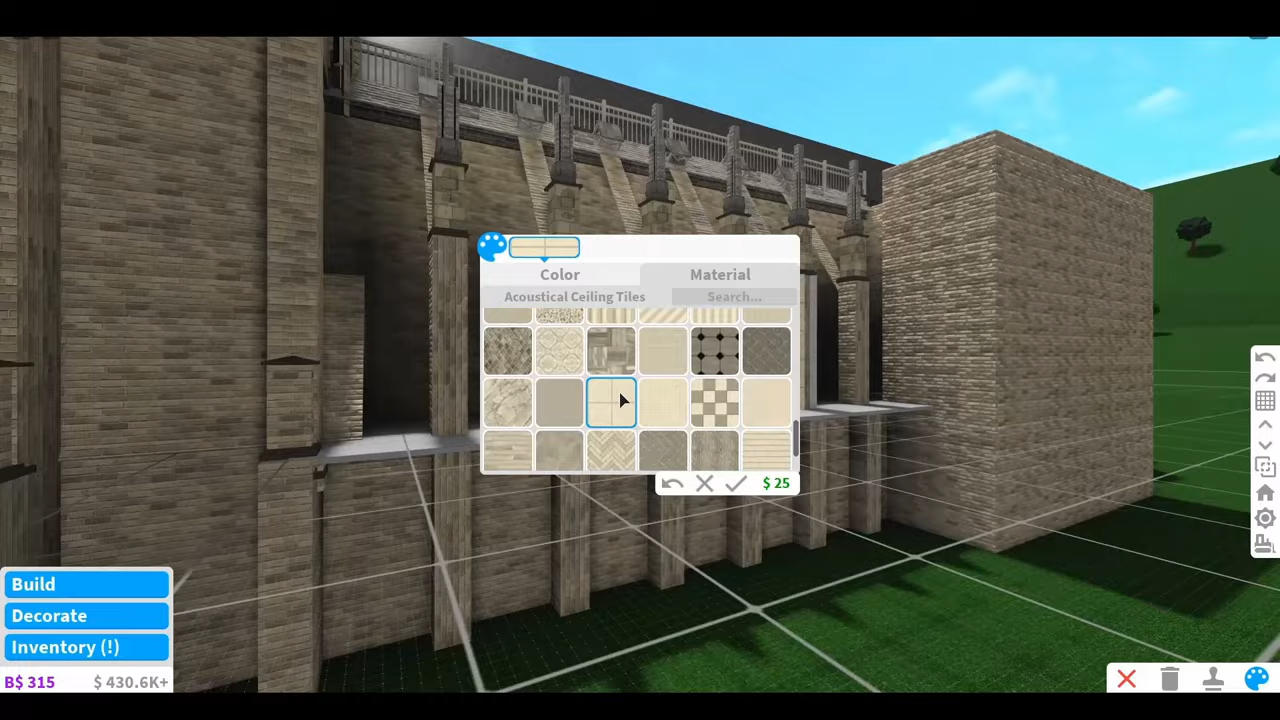 Color
Material
Acoustical Ceiling Tiles
Search...
$ 25
Build
Decorate
Inventory (!)
B$ 315
$ 430.6K+